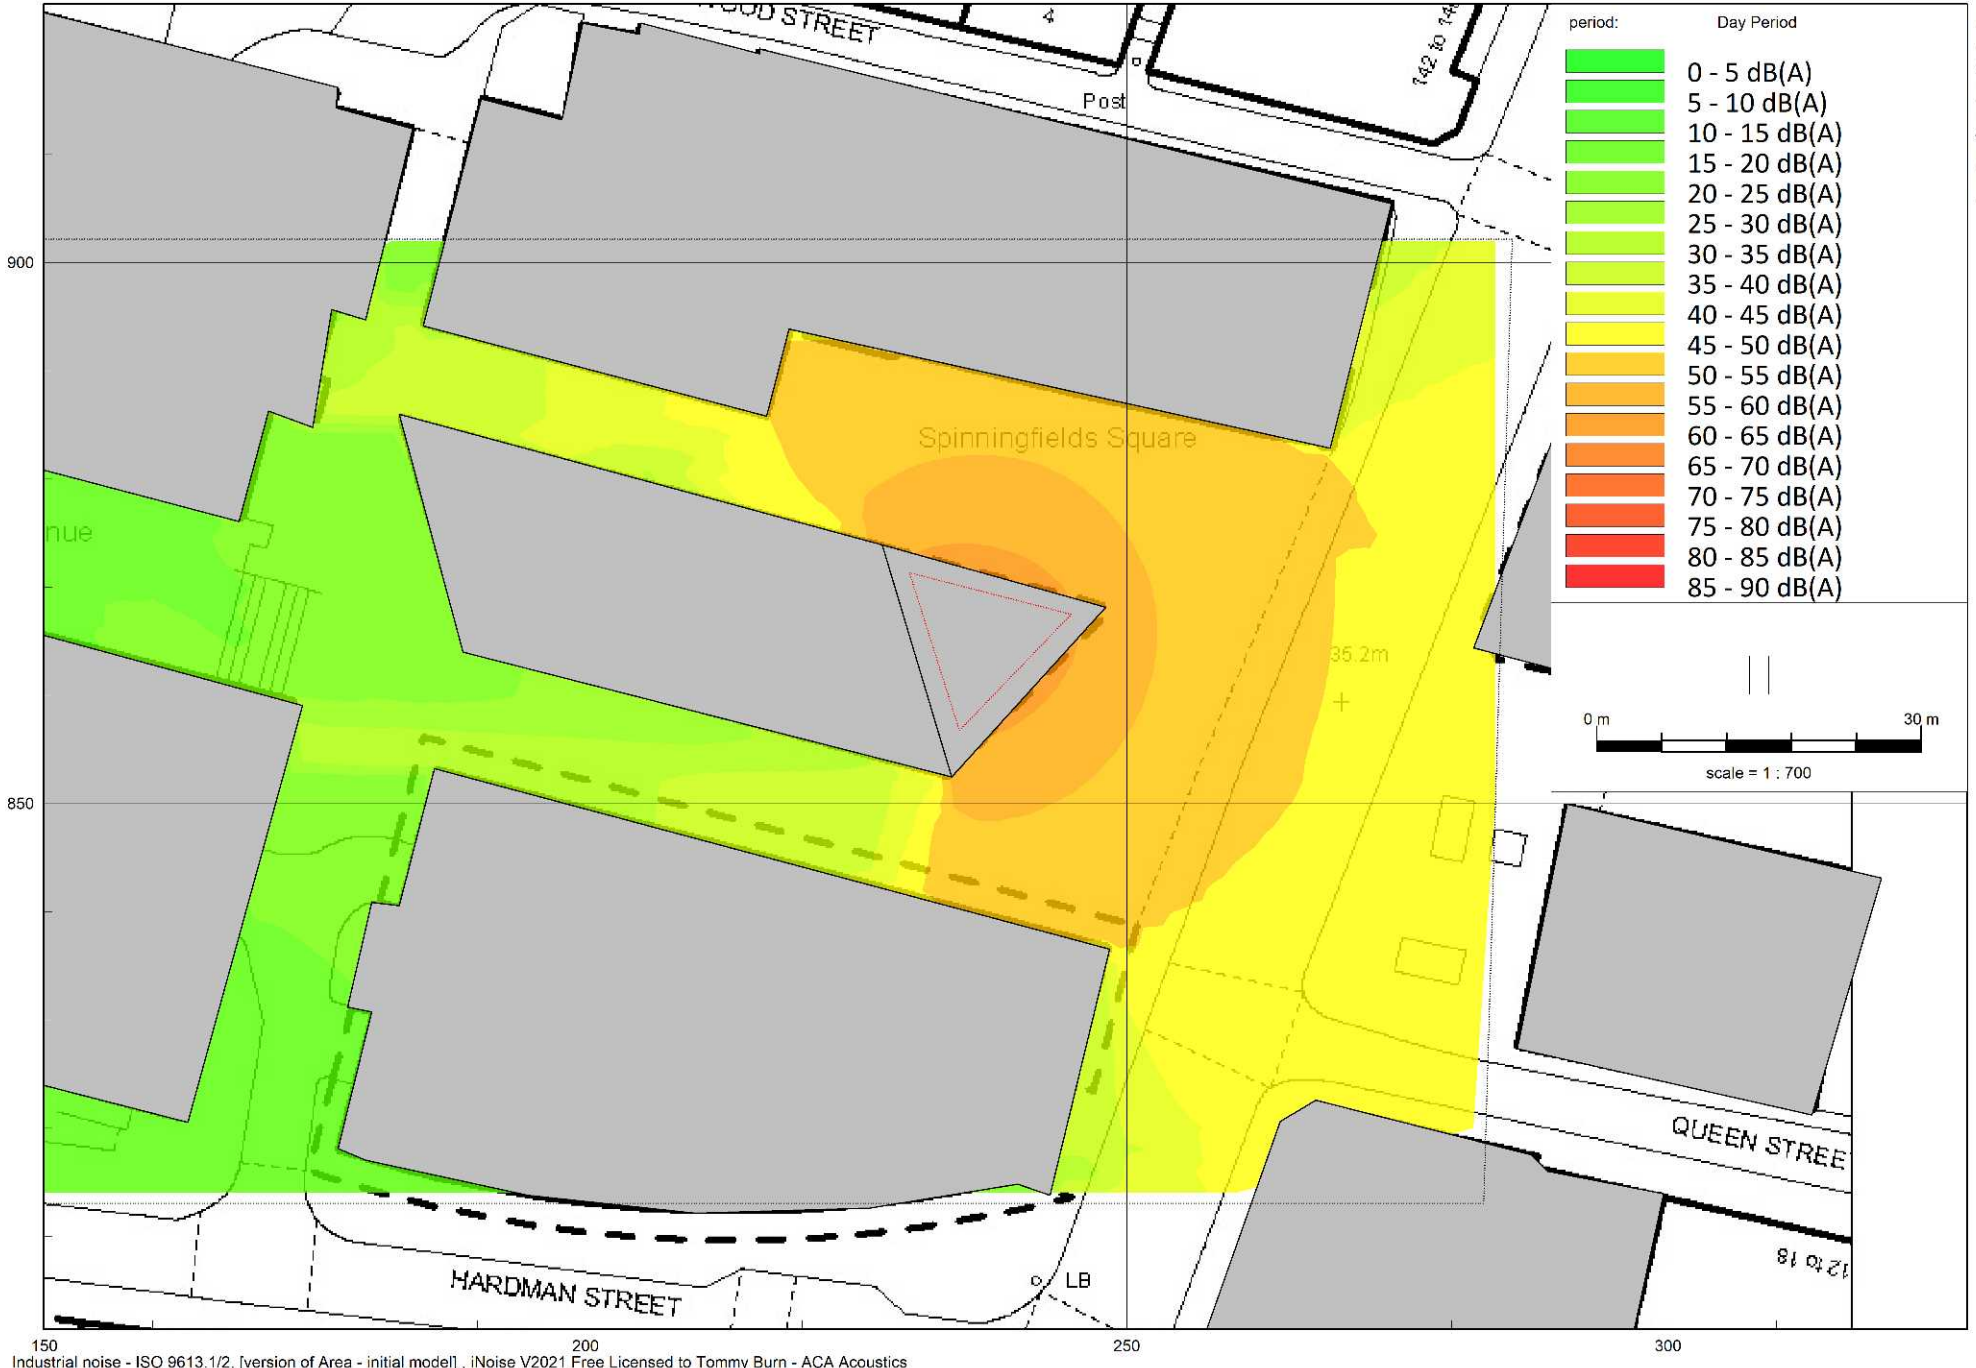 WOOD STREET
4
142 to 14
Post
period: Day Period
0 - 5 dB(A)
5 - 10 dB(A)
10 - 15 dB(A)
15 - 20 dB(A)
20 - 25 dB(A)
25 - 30 dB(A)
30 - 35 dB(A)
35 - 40 dB(A)
40 - 45 dB(A)
45 - 50 dB(A)
50 - 55 dB(A)
55 - 60 dB(A)
60 - 65 dB(A)
65 - 70 dB(A)
70 - 75 dB(A)
75 - 80 dB(A)
80 - 85 dB(A)
85 - 90 dB(A)
900
Spinningfields Square
nue
35.2m
0 m 30 m
scale = 1 : 700
850
QUEEN STREE
12 to 18
HARDMAN STREET
LB
150 200 250 300
Industrial noise - ISO 9613.1/2, [version of Area - initial model] , iNoise V2021 Free Licensed to Tommy Burn - ACA Acoustics